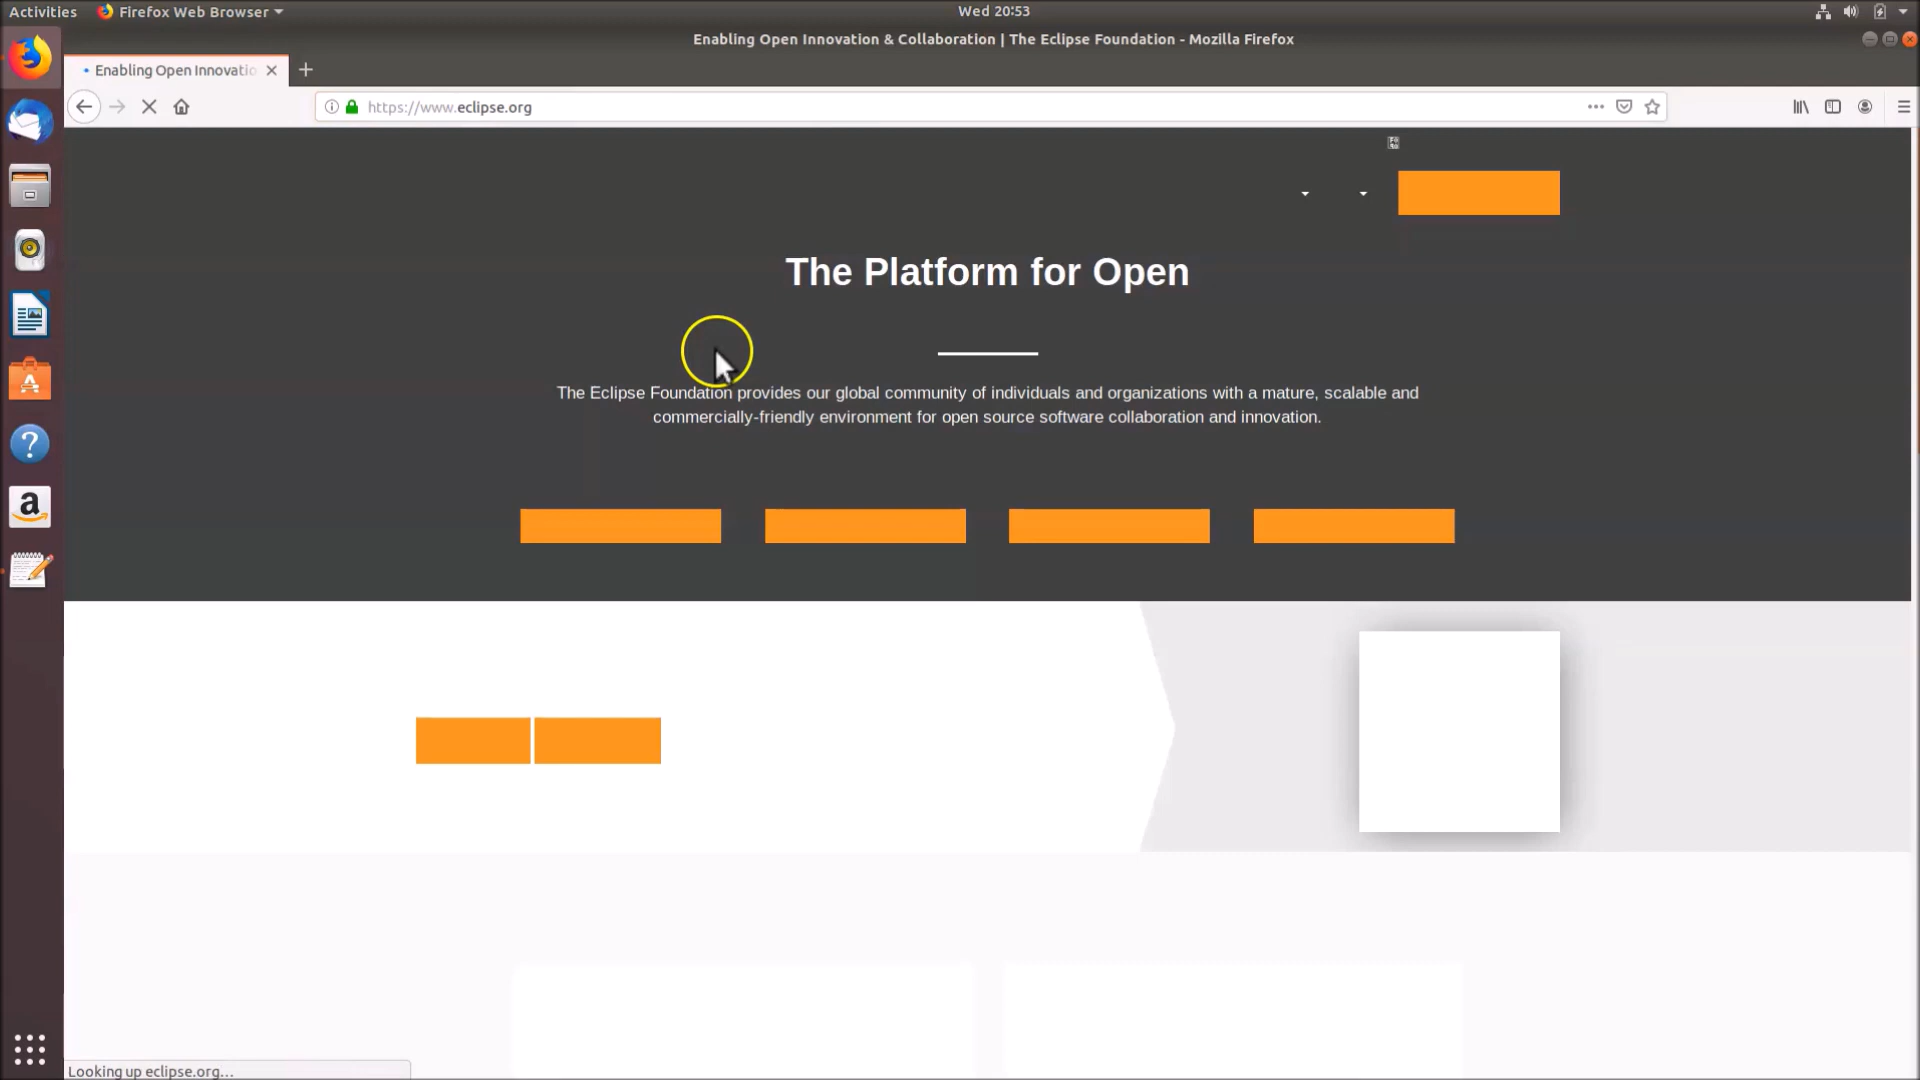 Activities
Firefox Web Browser
Wed 20:53
Enabling Open Innovation & Collaboration | The Eclipse Foundation - Mozilla Firefox
Enabling Open Innovatio
https://www.eclipse.org
The Platform for Open
The Eclipse Foundation provides our global community of individuals and organizations with a mature, scalable and
commercially-friendly environment for open source software collaboration and innovation.
Looking up eclipse.org…